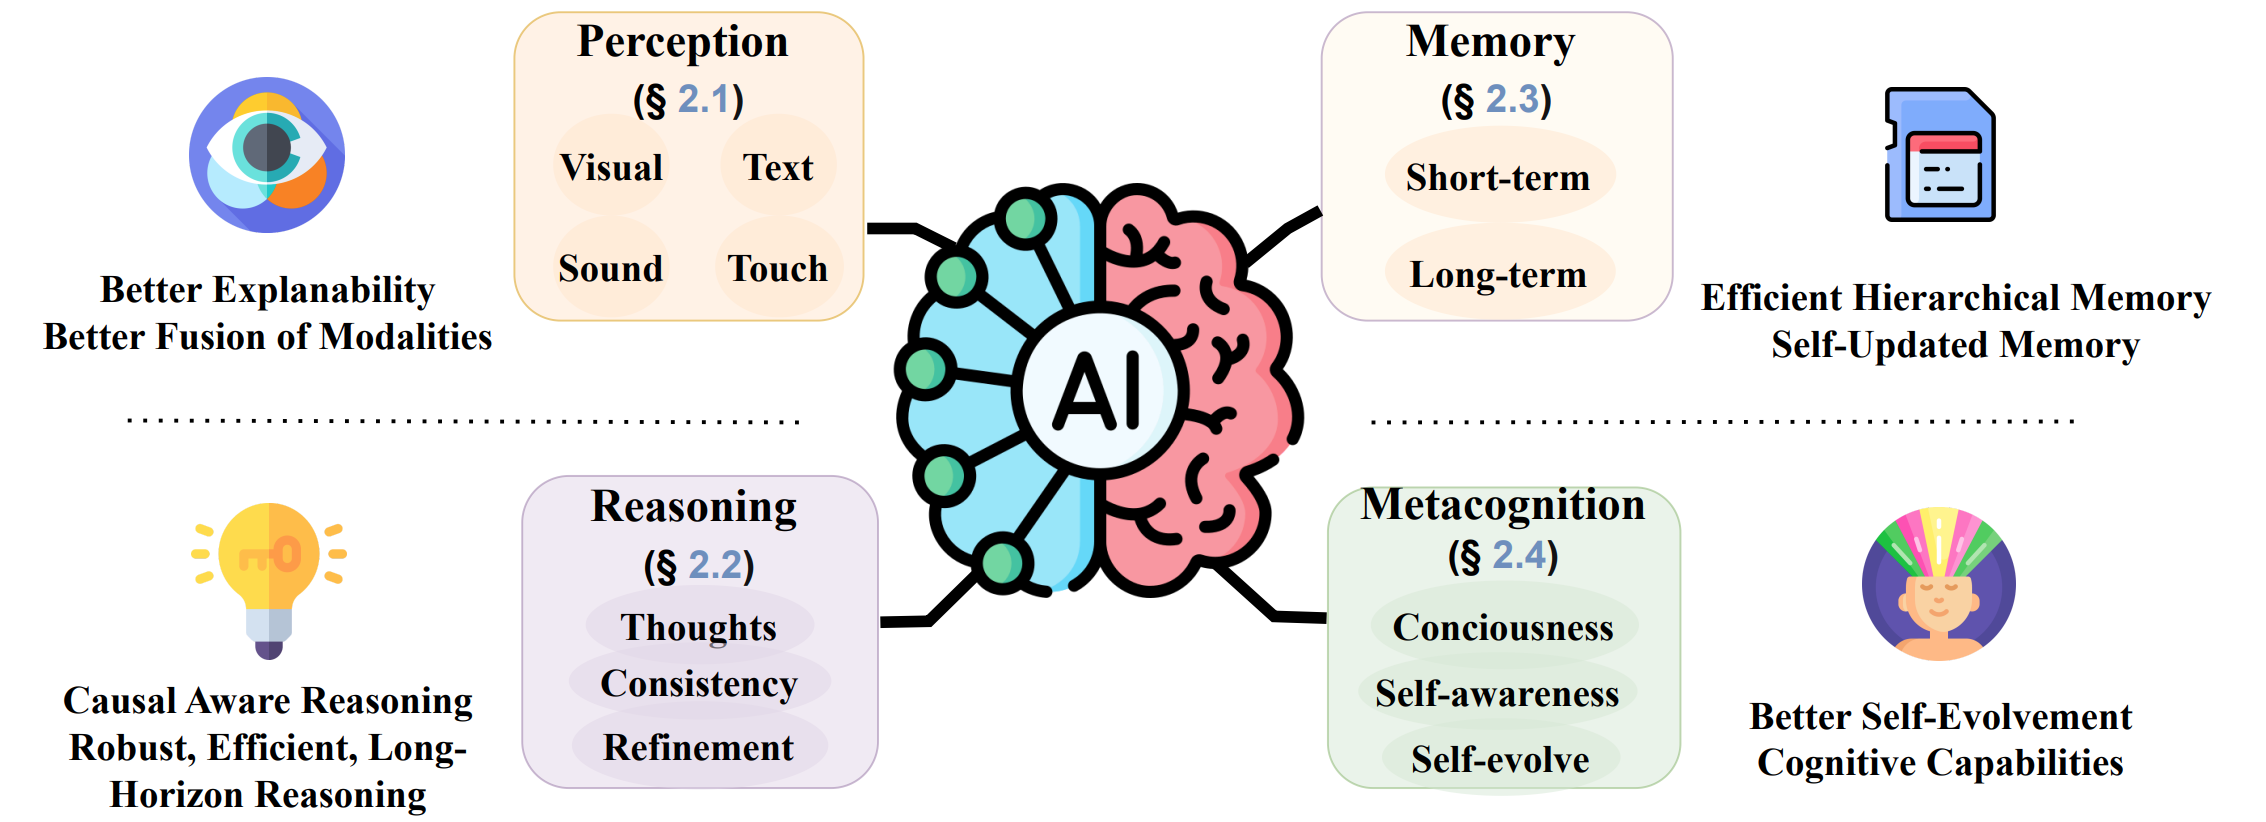 Perception
(§ 2.1)
Visual
Text
Sound
Touch
Better Explanability
Better Fusion of Modalities
Memory
(§ 2.3)
Short-term
Long-term
Efficient Hierarchical Memory
Self-Updated Memory
AI
Reasoning
(§ 2.2)
Thoughts
Consistency
Refinement
Causal Aware Reasoning
Robust, Efficient, Long-
Horizon Reasoning
Metacognition
(§ 2.4)
Conciousness
Self-awareness
Self-evolve
Better Self-Evolvement
Cognitive Capabilities